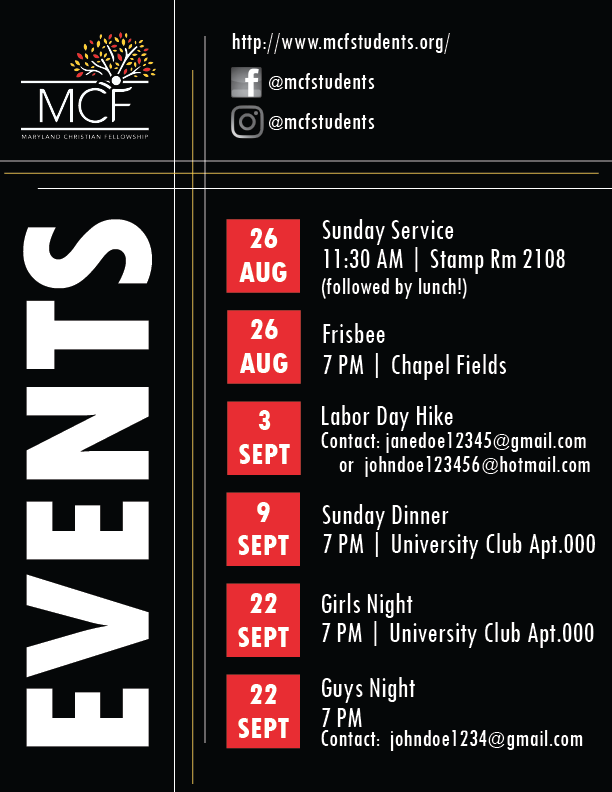 MCF
MARYLAND CHRISTIAN FELLOWSHIP
http://www.mcfstudents.org/
@mcfstudents
@mcfstudents
EVENTS
26 AUG
Sunday Service
11:30 AM | Stamp Rm 2108
(followed by lunch!)
26 AUG
Frisbee
7 PM | Chapel Fields
3 SEPT
Labor Day Hike
Contact: janedoe12345@gmail.com
or johndoe123456@hotmail.com
9 SEPT
Sunday Dinner
7 PM | University Club Apt.000
22 SEPT
Girls Night
7 PM | University Club Apt.000
22 SEPT
Guys Night
7 PM
Contact: johndoe1234@gmail.com